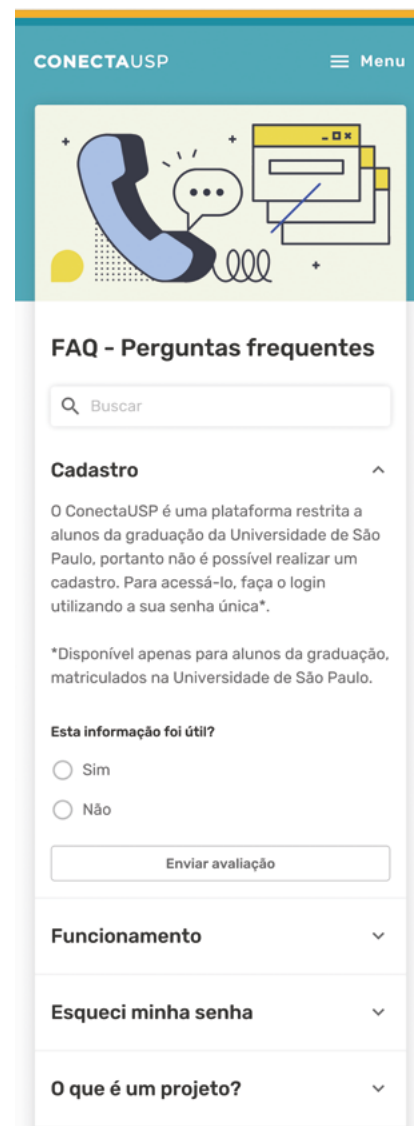 CONECTAUSP
Menu
FAQ - Perguntas frequentes
Buscar
Cadastro
O ConectaUSP é uma plataforma restrita a
alunos da graduação da Universidade de São
Paulo, portanto não é possível realizar um
cadastro. Para acessá-lo, faça o login
utilizando a sua senha única*.
*Disponível apenas para alunos da graduação,
matriculados na Universidade de São Paulo.
Esta informação foi útil?
Sim
Não
Enviar avaliação
Funcionamento
Esqueci minha senha
O que é um projeto?